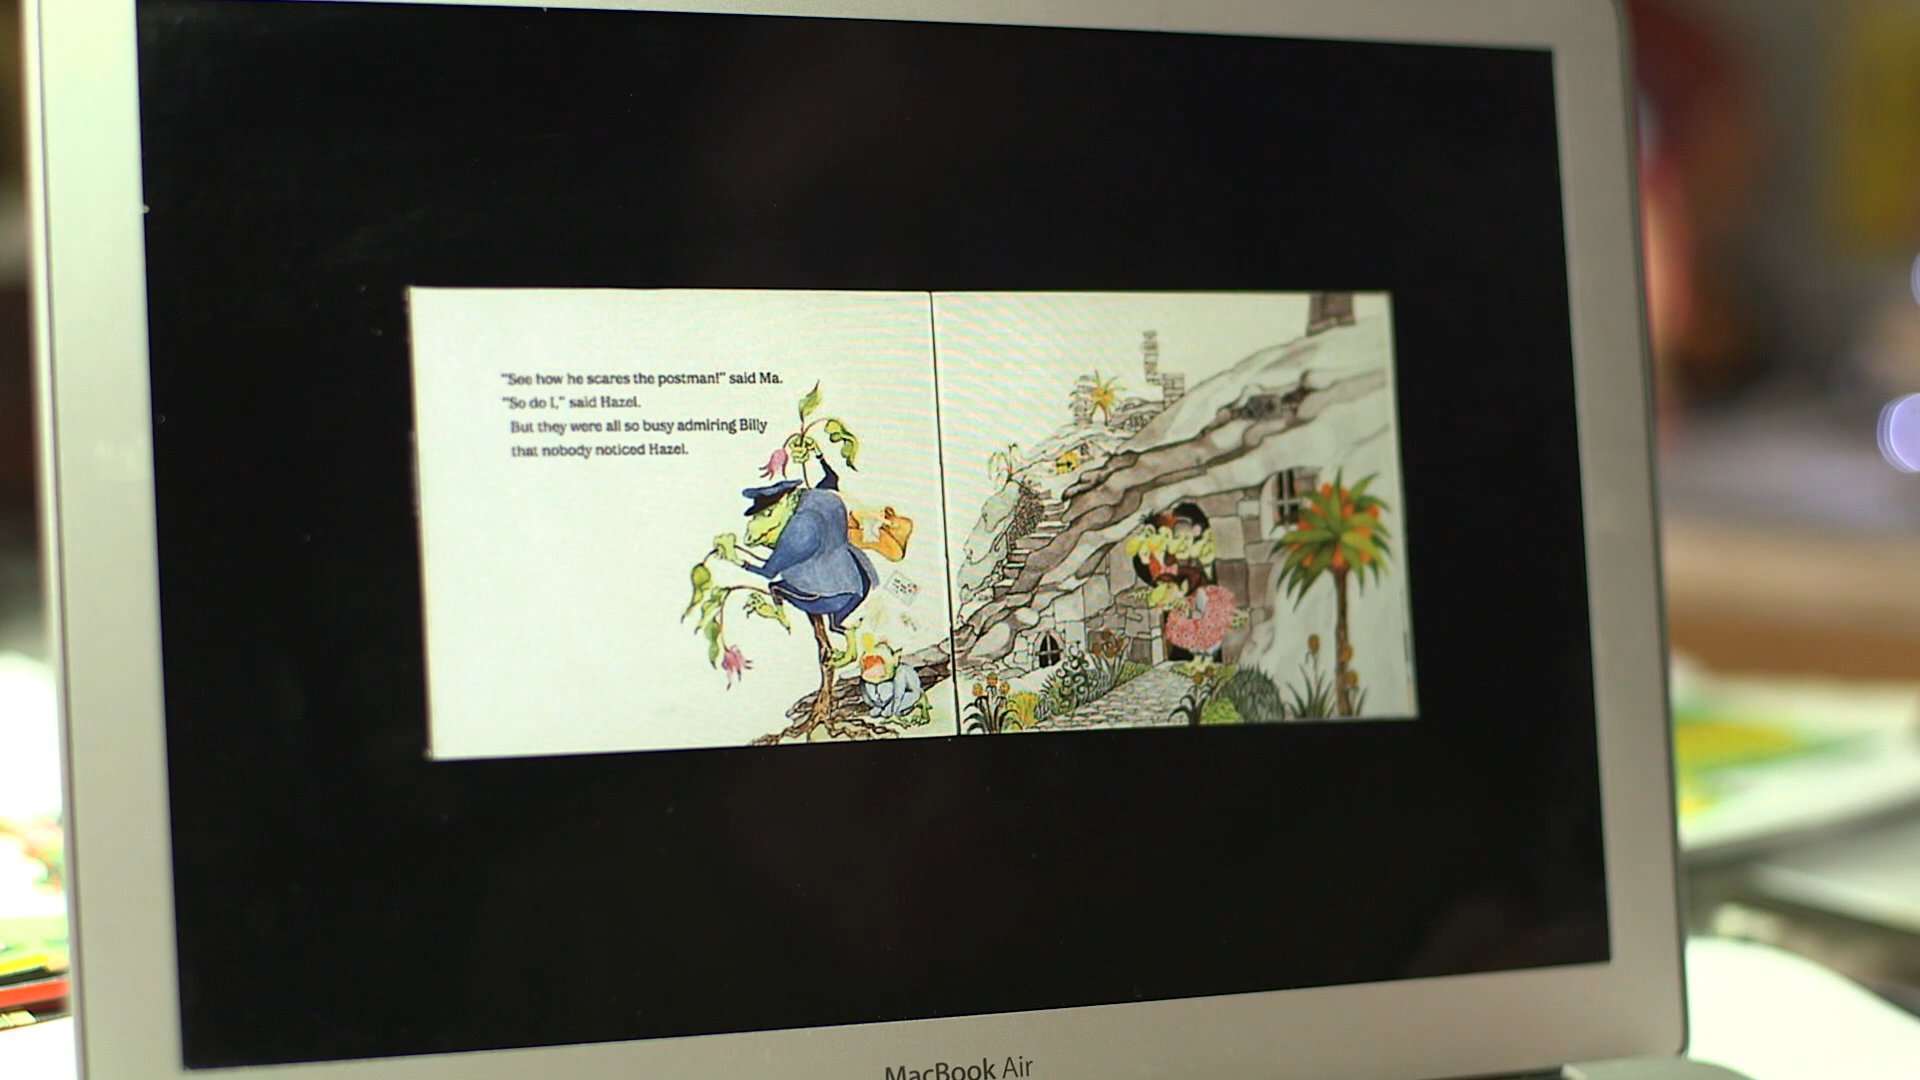 "See how he scares the postman!" said Ma.
"So do I," said Hazel.
But they were all so busy admiring Billy
that nobody noticed Hazel.
MacBook Air